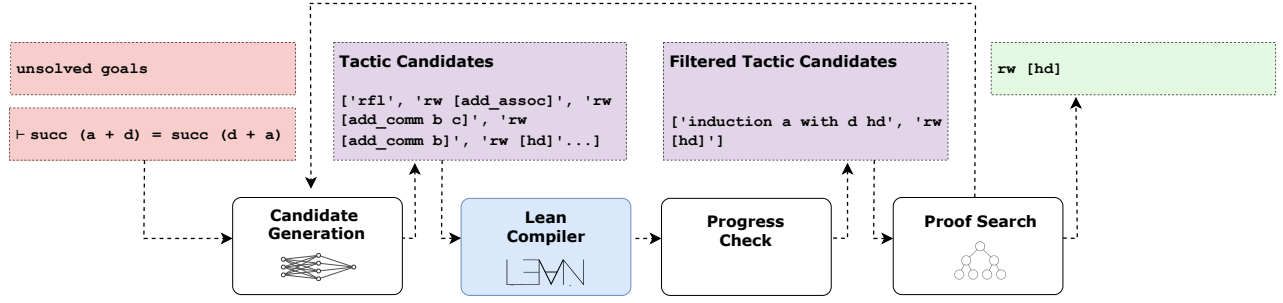 unsolved goals
⊢ succ (a + d) = succ (d + a)
Tactic Candidates
['rfl', 'rw [add_assoc]', 'rw
[add_comm b c]', 'rw
[add_comm b]', 'rw [hd]'...]
Filtered Tactic Candidates
['induction a with d hd', 'rw
[hd]']
rw [hd]
Candidate
Generation
Lean
Compiler
LEAN
Progress
Check
Proof Search